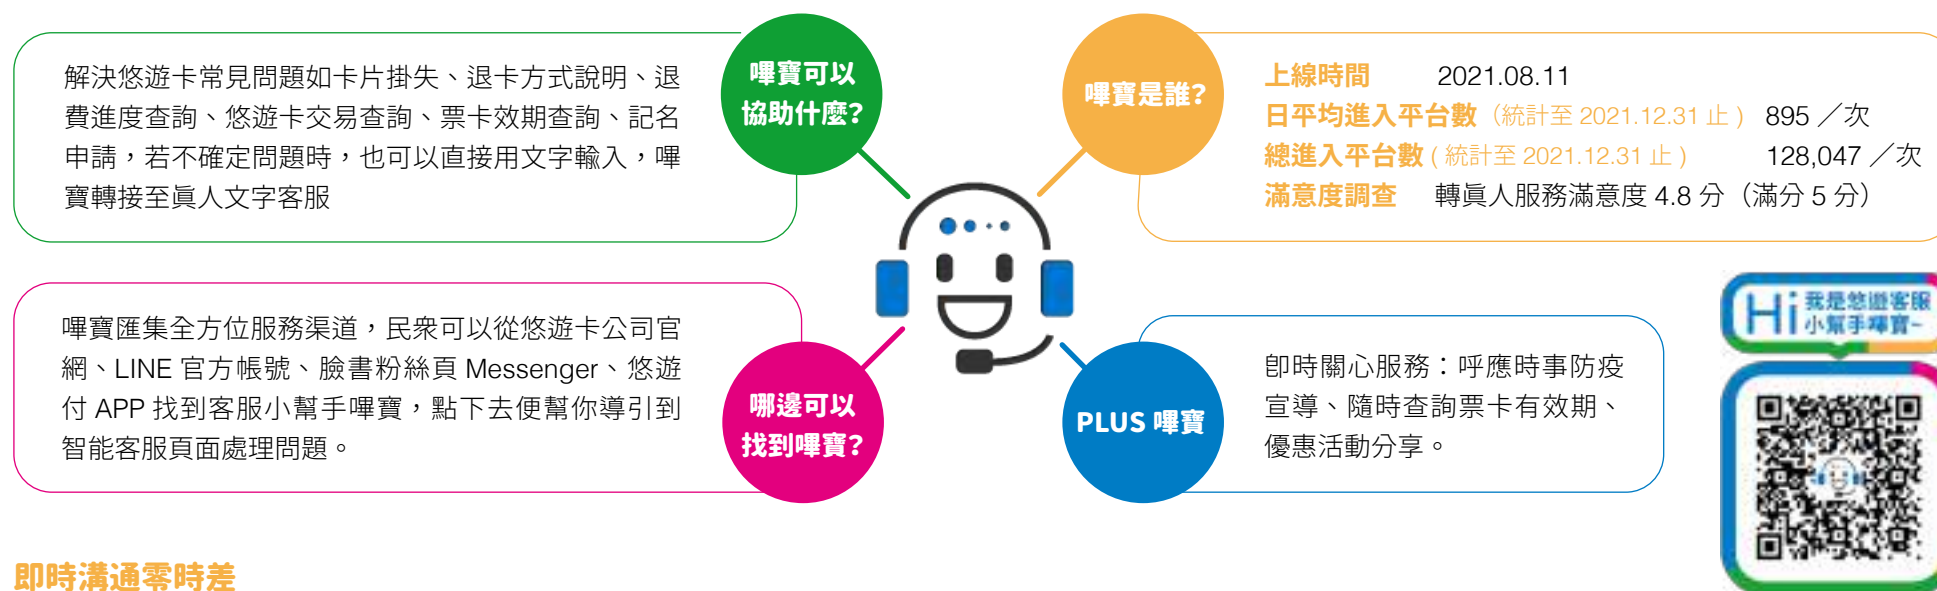 嗶寶可以
協助什麼?
解決悠遊卡常見問題如卡片掛失、退卡方式說明、退
費進度查詢、悠遊卡交易查詢、票卡效期查詢、記名
申請，若不確定問題時，也可以直接用文字輸入，嗶
寶轉接至眞人文字客服
嗶寶是誰?
上線時間 2021.08.11
日平均進入平台數（統計至 2021.12.31 止 ) 895 ／次
總進入平台數 ( 統計至 2021.12.31 止 ) 128,047 ／次
滿意度調查 轉眞人服務滿意度 4.8 分（滿分 5 分）
哪邊可以
找到嗶寶?
嗶寶匯集全方位服務渠道，民衆可以從悠遊卡公司官
網、LINE 官方帳號、臉書粉絲頁 Messenger、悠遊
付 APP 找到客服小幫手嗶寶，點下去便幫你導引到
智能客服頁面處理問題。
PLUS 嗶寶
卽時關心服務：呼應時事防疫
宣導、隨時查詢票卡有效期、
優惠活動分享。
Hi 我是悠遊客服
小幫手嗶寶~
即時溝通零時差